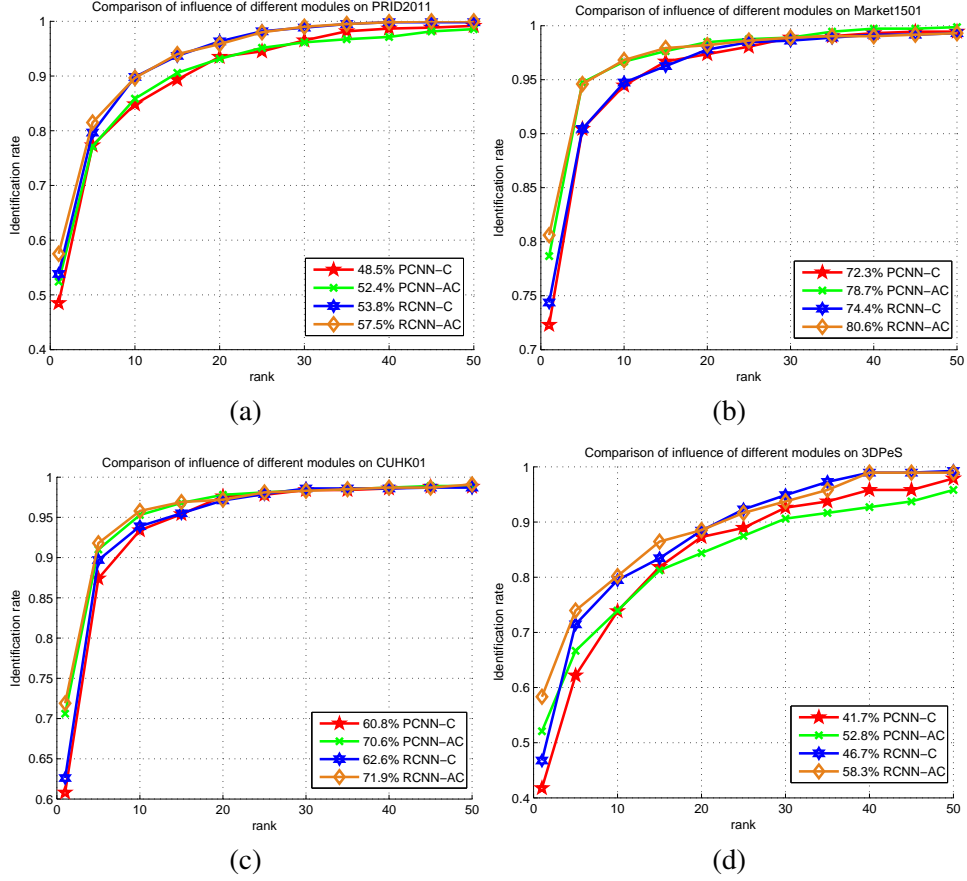 Comparison of influence of different modules on PRID2011
Identification rate
1
0.9
0.8
0.7
0.6
0.5
0.4
0 10 20 30 40 50
rank
48.5% PCNN−C
52.4% PCNN−AC
53.8% RCNN−C
57.5% RCNN−AC
(a)
Comparison of influence of different modules on Market1501
Identification rate
1
0.95
0.9
0.85
0.8
0.75
0.7
0 10 20 30 40 50
rank
72.3% PCNN−C
78.7% PCNN−AC
74.4% RCNN−C
80.6% RCNN−AC
(b)
Comparison of influence of different modules on CUHK01
Identification rate
1
0.95
0.9
0.85
0.8
0.75
0.7
0.65
0.6
0 10 20 30 40 50
rank
60.8% PCNN−C
70.6% PCNN−AC
62.6% RCNN−C
71.9% RCNN−AC
(c)
Comparison of influence of different modules on 3DPeS
Identification rate
1
0.9
0.8
0.7
0.6
0.5
0.4
0 10 20 30 40 50
rank
41.7% PCNN−C
52.8% PCNN−AC
46.7% RCNN−C
58.3% RCNN−AC
(d)